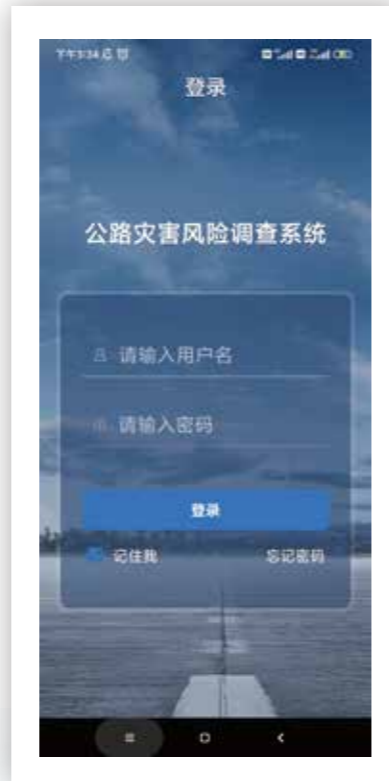 登录
公路灾害风险调查系统
请输入用户名
请输入密码
登录
记住我 忘记密码